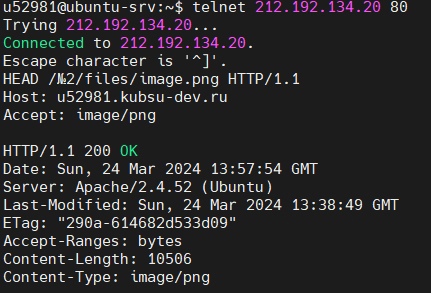 u52981@ubuntu-srv:~$ telnet 212.192.134.20 80
Trying 212.192.134.20...
Connected to 212.192.134.20.
Escape character is '^]'.
HEAD /№2/files/image.png HTTP/1.1
Host: u52981.kubsu-dev.ru
Accept: image/png

HTTP/1.1 200 OK
Date: Sun, 24 Mar 2024 13:57:54 GMT
Server: Apache/2.4.52 (Ubuntu)
Last-Modified: Sun, 24 Mar 2024 13:38:49 GMT
ETag: "290a-614682d533d09"
Accept-Ranges: bytes
Content-Length: 10506
Content-Type: image/png